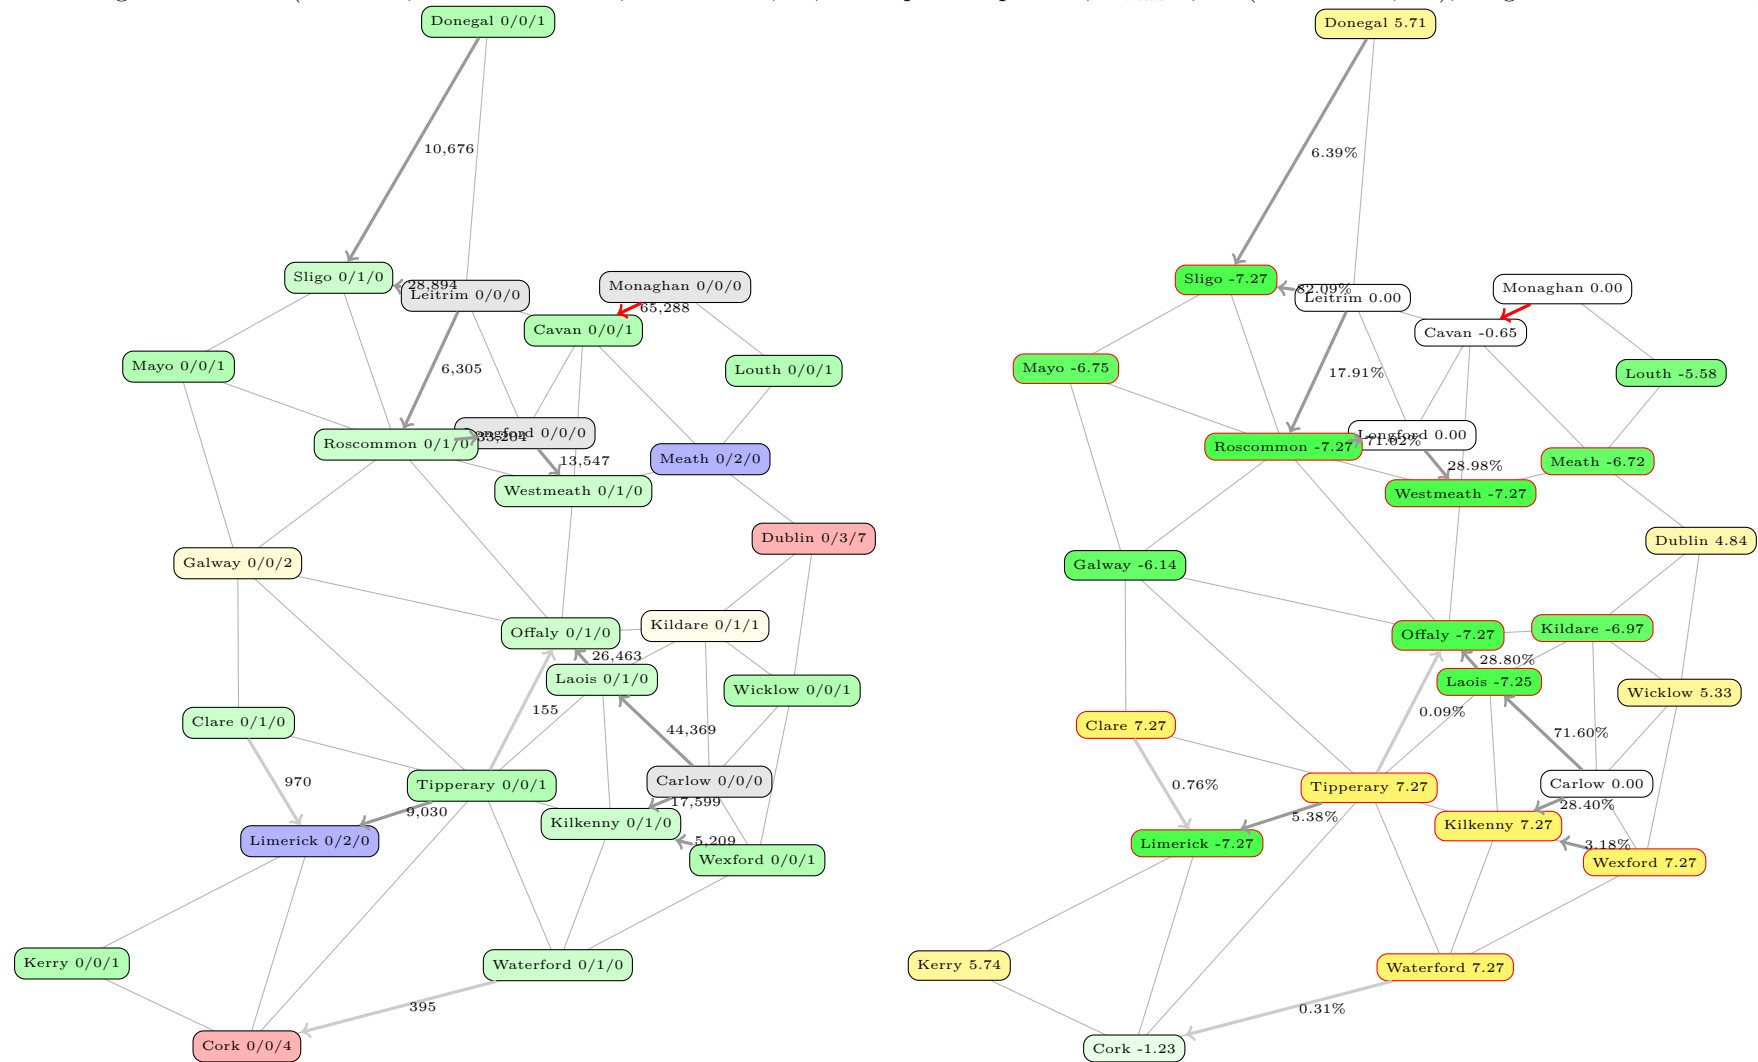 Donegal 0/0/1
10,676
Sligo 0/1/0
28,894
Leitrim 0/0/0
Monaghan 0/0/0
65,288
Cavan 0/0/1
Mayo 0/0/1
6,305
Louth 0/0/1
Roscommon 0/1/0
33,204
Longford 0/0/0
13,547
Meath 0/2/0
Westmeath 0/1/0
Dublin 0/3/7
Galway 0/0/2
Offaly 0/1/0
Kildare 0/1/1
26,463
Laois 0/1/0
Wicklow 0/0/1
155
Clare 0/1/0
44,369
970
Tipperary 0/0/1
Carlow 0/0/0
17,599
9,030
Kilkenny 0/1/0
Limerick 0/2/0
5,209
Wexford 0/0/1
Kerry 0/0/1
Waterford 0/1/0
395
Cork 0/0/4
Donegal 5.71
6.39%
Sligo -7.27
82.09%
Leitrim 0.00
Monaghan 0.00
Cavan -0.65
Mayo -6.75
17.91%
Louth -5.58
Roscommon -7.27
71.02%
Longford 0.00
28.98%
Meath -6.72
Westmeath -7.27
Dublin 4.84
Galway -6.14
Offaly -7.27
Kildare -6.97
28.80%
Laois -7.25
Wicklow 5.33
0.09%
Clare 7.27
71.60%
0.76%
Tipperary 7.27
Carlow 0.00
28.40%
5.38%
Kilkenny 7.27
Limerick -7.27
3.18%
Wexford 7.27
Kerry 5.74
Waterford 7.27
0.31%
Cork -1.23